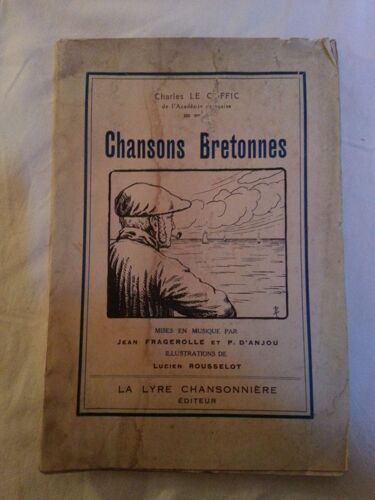 Charles LE GOFFIC
de l'Académie française
Chansons Bretonnes
MISES EN MUSIQUE PAR
JEAN FRAGEROLLE ET P. D'ANJOU
ILLUSTRATIONS DE
LUCIEN ROUSSELOT
LA LYRE CHANSONNIÈRE
ÉDITEUR